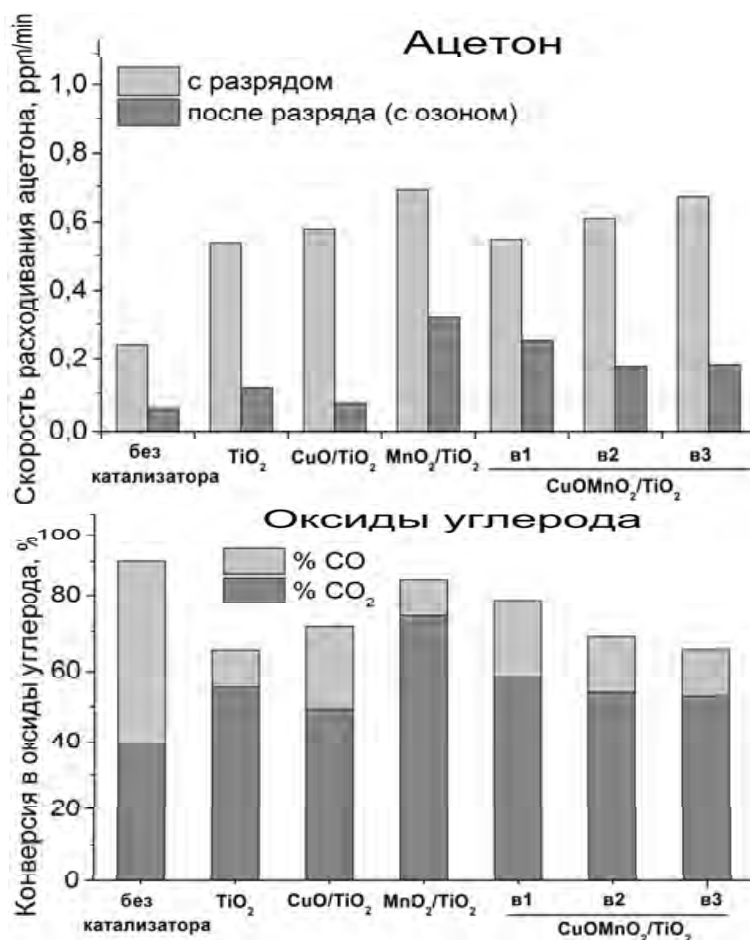 Ацетон
Скорость расходивания ацетона, ppm/min
1,0
0,8
0,6
0,4
0,2
0,0
с разрядом
после разряда (с озоном)
без катализатора
TiO₂
CuO/TiO₂
MnO₂/TiO₂
в1
в2
в3
CuOMnO₂/TiO₂
Оксиды углерода
Конверсия в оксиды углерода, %
100
80
60
40
20
0
% CO
% CO₂
без
катализатора
TiO₂
CuO/TiO₂
MnO₂/TiO₂
в1
в2
в3
CuOMnO₂/TiO₂